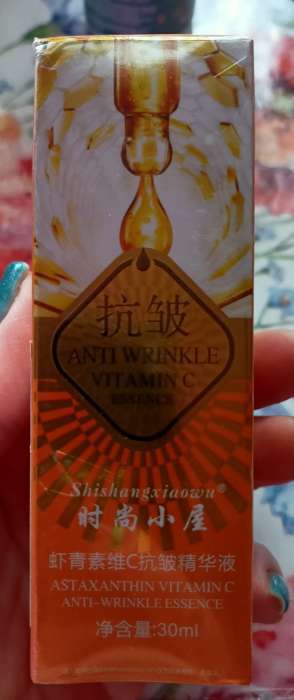 抗皱
ANTI WRINKLE
VITAMIN C
ESSENCE
Shishangxiaowu®
时尚小屋
虾青素维C抗皱精华液
ASTAXANTHIN VITAMIN C
ANTI-WRINKLE ESSENCE
净含量:30ml